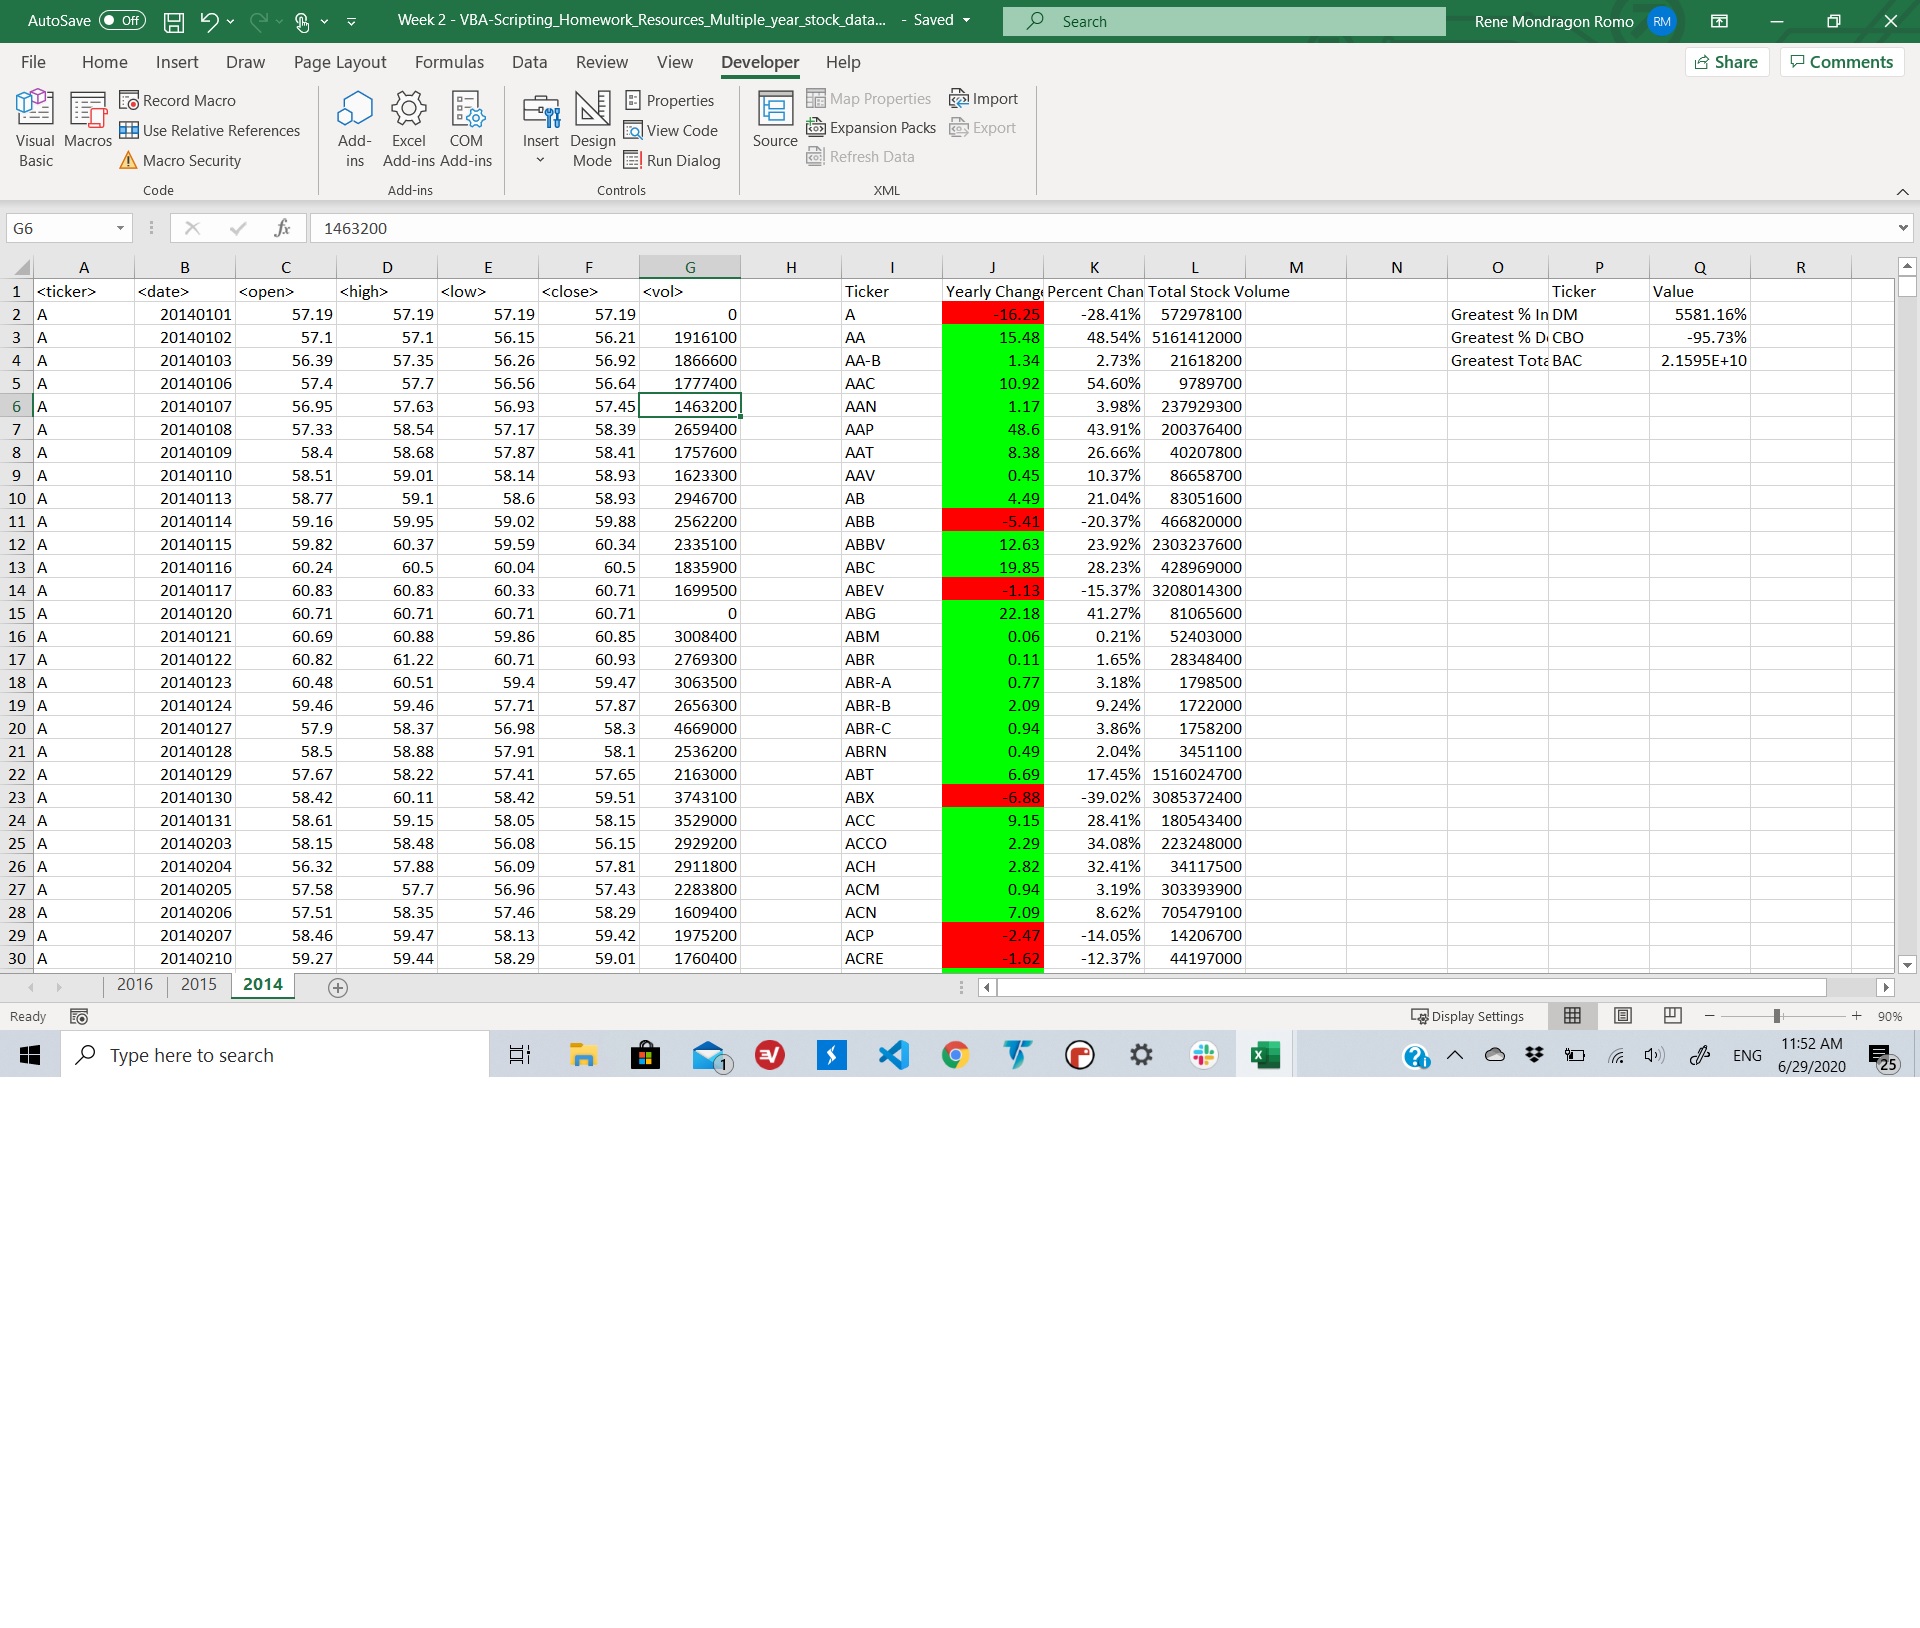 AutoSave Off Week 2 - VBA-Scripting_Homework_Resources_Multiple_year_stock_data... - Saved Search Rene Mondragon Romo RM
File Home Insert Draw Page Layout Formulas Data Review View Developer Help Share Comments
Visual Basic Macros Record Macro Use Relative References Macro Security Code
Add-ins Excel Add-ins COM Add-ins Add-ins
Insert Design Mode Properties View Code Run Dialog Controls
Source Map Properties Expansion Packs Refresh Data Import Export XML
G6 fx 1463200
A B C D E F G H I J K L M N O P Q R
1 <ticker> <date> <open> <high> <low> <close> <vol> Ticker Yearly Change Percent Chan Total Stock Volume Ticker Value
2 A 20140101 57.19 57.19 57.19 57.19 0 A -16.25 -28.41% 572978100 Greatest % In DM 5581.16%
3 A 20140102 57.1 57.1 56.15 56.21 1916100 AA 15.48 48.54% 5161412000 Greatest % De CBO -95.73%
4 A 20140103 56.39 57.35 56.26 56.92 1866600 AA-B 1.34 2.73% 21618200 Greatest Tota BAC 2.1595E+10
5 A 20140106 57.4 57.7 56.56 56.64 1777400 AAC 10.92 54.60% 9789700
6 A 20140107 56.95 57.63 56.93 57.45 1463200 AAN 1.17 3.98% 237929300
7 A 20140108 57.33 58.54 57.17 58.39 2659400 AAP 48.6 43.91% 200376400
8 A 20140109 58.4 58.68 57.87 58.41 1757600 AAT 8.38 26.66% 40207800
9 A 20140110 58.51 59.01 58.14 58.93 1623300 AAV 0.45 10.37% 86658700
10 A 20140113 58.77 59.1 58.6 58.93 2946700 AB 4.49 21.04% 83051600
11 A 20140114 59.16 59.95 59.02 59.88 2562200 ABB -5.41 -20.37% 466820000
12 A 20140115 59.82 60.37 59.59 60.34 2335100 ABBV 12.63 23.92% 2303237600
13 A 20140116 60.24 60.5 60.04 60.5 1835900 ABC 19.85 28.23% 428969000
14 A 20140117 60.83 60.83 60.33 60.71 1699500 ABEV -1.13 -15.37% 3208014300
15 A 20140120 60.71 60.71 60.71 60.71 0 ABG 22.18 41.27% 81065600
16 A 20140121 60.69 60.88 59.86 60.85 3008400 ABM 0.06 0.21% 52403000
17 A 20140122 60.82 61.22 60.71 60.93 2769300 ABR 0.11 1.65% 28348400
18 A 20140123 60.48 60.51 59.4 59.47 3063500 ABR-A 0.77 3.18% 1798500
19 A 20140124 59.46 59.46 57.71 57.87 2656300 ABR-B 2.09 9.24% 1722000
20 A 20140127 57.9 58.37 56.98 58.3 4669000 ABR-C 0.94 3.86% 1758200
21 A 20140128 58.5 58.88 57.91 58.1 2536200 ABRN 0.49 2.04% 3451100
22 A 20140129 57.67 58.22 57.41 57.65 2163000 ABT 6.69 17.45% 1516024700
23 A 20140130 58.42 60.11 58.42 59.51 3743100 ABX -6.88 -39.02% 3085372400
24 A 20140131 58.61 59.15 58.05 58.15 3529000 ACC 9.15 28.41% 180543400
25 A 20140203 58.15 58.48 56.08 56.15 2929200 ACCO 2.29 34.08% 223248000
26 A 20140204 56.32 57.88 56.09 57.81 2911800 ACH 2.82 32.41% 34117500
27 A 20140205 57.58 57.7 56.96 57.43 2283800 ACM 0.94 3.19% 303393900
28 A 20140206 57.51 58.35 57.46 58.29 1609400 ACN 7.09 8.62% 705479100
29 A 20140207 58.46 59.47 58.13 59.42 1975200 ACP -2.47 -14.05% 14206700
30 A 20140210 59.27 59.44 58.29 59.01 1760400 ACRE -1.62 -12.37% 44197000
2016 2015 2014
Ready Display Settings 90%
Type here to search 1 ENG 11:52 AM 6/29/2020 25